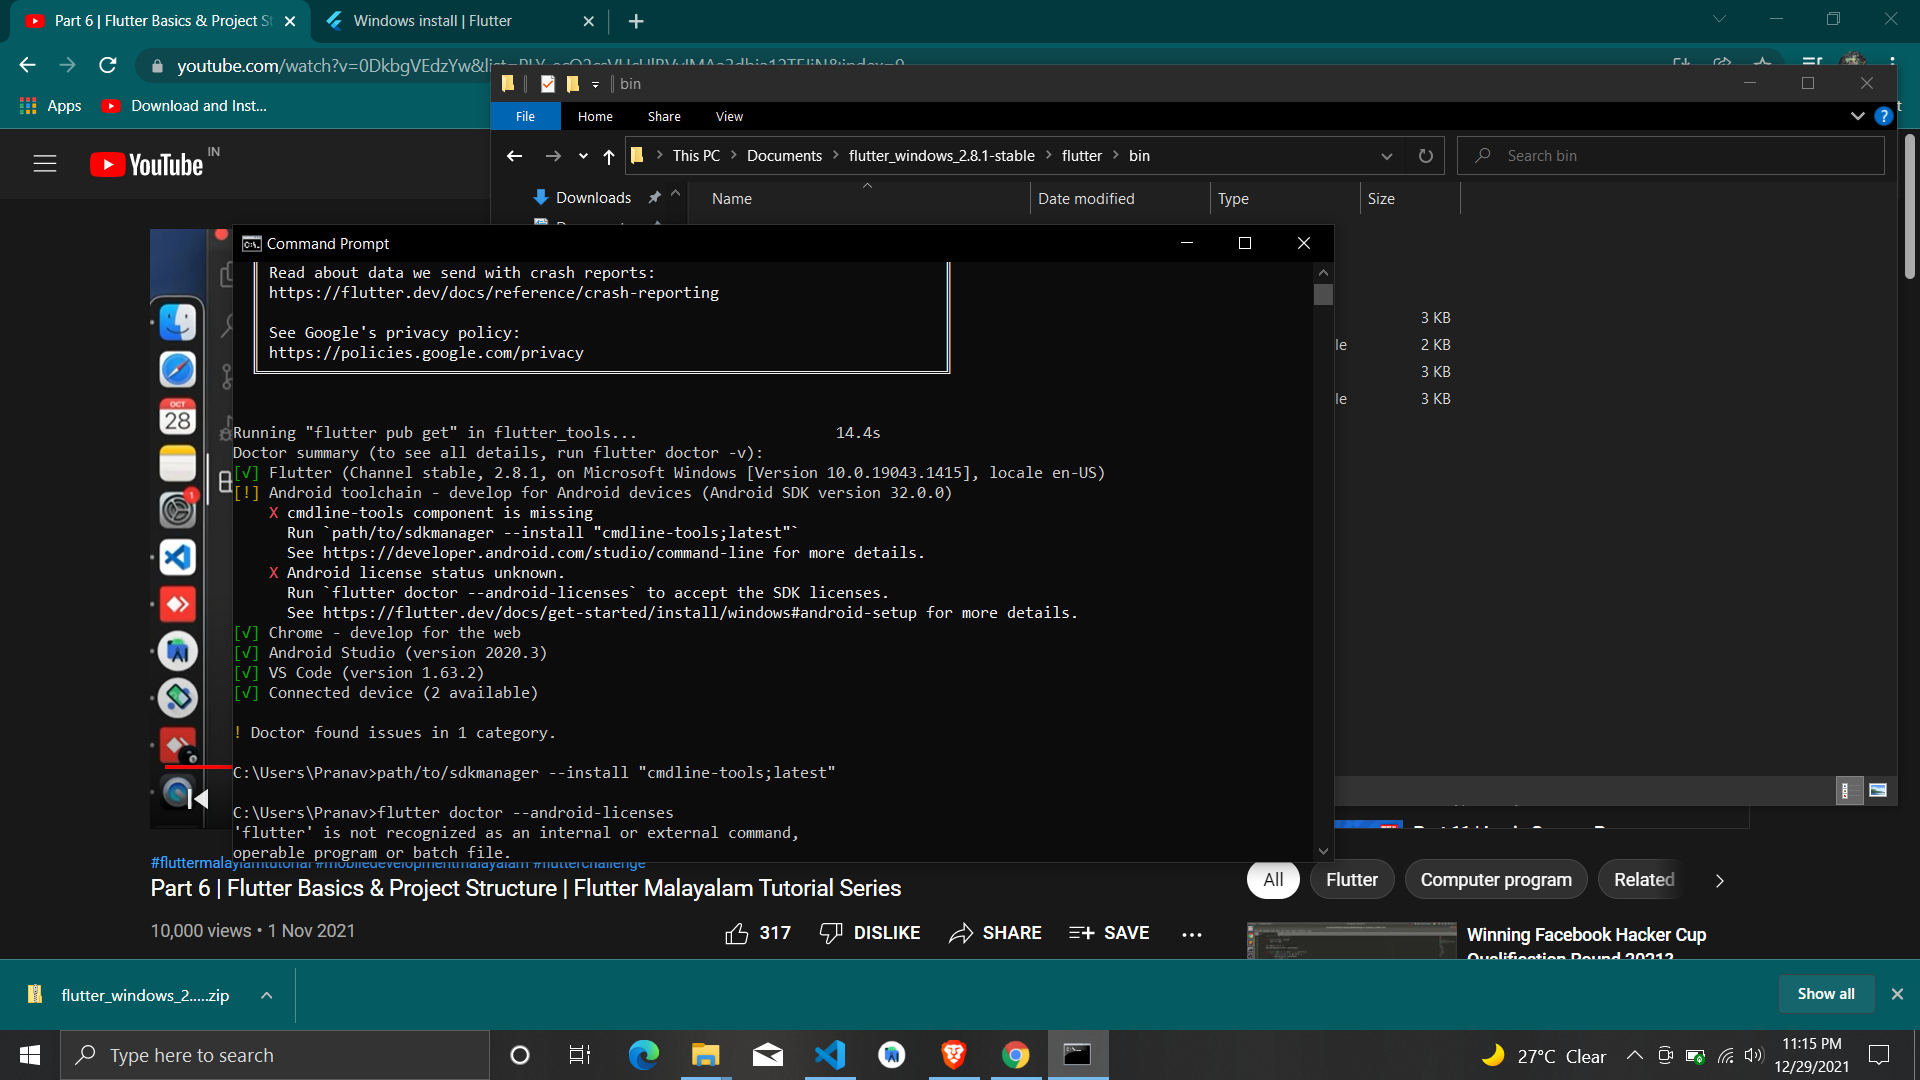 Part 6 | Flutter Basics & Project St
Windows install | Flutter
youtube.com/watch?v=0DkbgVEdzYw&
Apps
Download and Inst...
bin
File
Home
Share
View
This PC
Documents
flutter_windows_2.8.1-stable
flutter
bin
Search bin
YouTube IN
Downloads
Name
Date modified
Type
Size
Command Prompt
Read about data we send with crash reports:
https://flutter.dev/docs/reference/crash-reporting
See Google's privacy policy:
https://policies.google.com/privacy
3 KB
le 2 KB
3 KB
le 3 KB
OCT
28
Running "flutter pub get" in flutter_tools... 14.4s
Doctor summary (to see all details, run flutter doctor -v):
[√] Flutter (Channel stable, 2.8.1, on Microsoft Windows [Version 10.0.19043.1415], locale en-US)
[!] Android toolchain - develop for Android devices (Android SDK version 32.0.0)
X cmdline-tools component is missing
Run `path/to/sdkmanager --install "cmdline-tools;latest"`
See https://developer.android.com/studio/command-line for more details.
X Android license status unknown.
Run `flutter doctor --android-licenses` to accept the SDK licenses.
See https://flutter.dev/docs/get-started/install/windows#android-setup for more details.
[√] Chrome - develop for the web
[√] Android Studio (version 2020.3)
[√] VS Code (version 1.63.2)
[√] Connected device (2 available)
! Doctor found issues in 1 category.
C:\Users\Pranav>path/to/sdkmanager --install "cmdline-tools;latest"
C:\Users\Pranav>flutter doctor --android-licenses
'flutter' is not recognized as an internal or external command,
operable program or batch file.
#fluttermalayalamtutorial #mobiledevelopmentmalayalam #flutterchallenge
Part 6 | Flutter Basics & Project Structure | Flutter Malayalam Tutorial Series
10,000 views • 1 Nov 2021
317
DISLIKE
SHARE
SAVE
All
Flutter
Computer program
Related
Winning Facebook Hacker Cup
Qualification Round 2021?
flutter_windows_2.....zip
Show all
Type here to search
27°C Clear
11:15 PM
12/29/2021